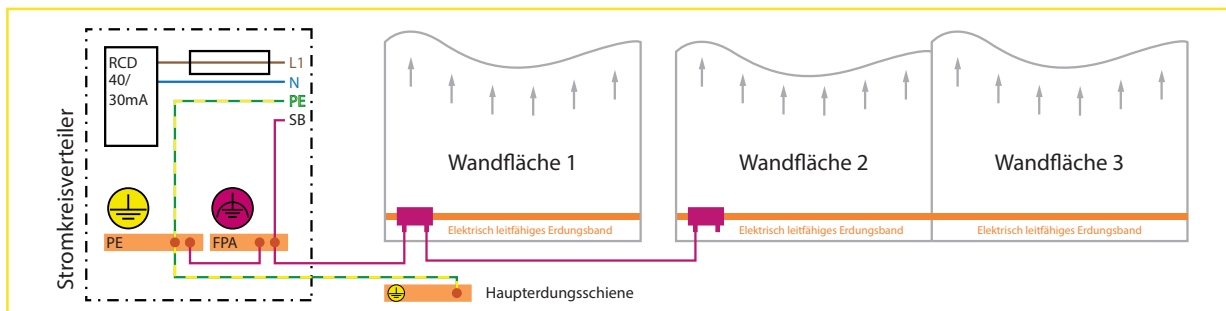 Stromkreisverteiler
RCD
40/
30mA
L1
N
PE
SB
PE
FPA
Wandfläche 1
Wandfläche 2
Wandfläche 3
Elektrisch leitfähiges Erdungsband
Elektrisch leitfähiges Erdungsband
Elektrisch leitfähiges Erdungsband
Haupterdungsschiene